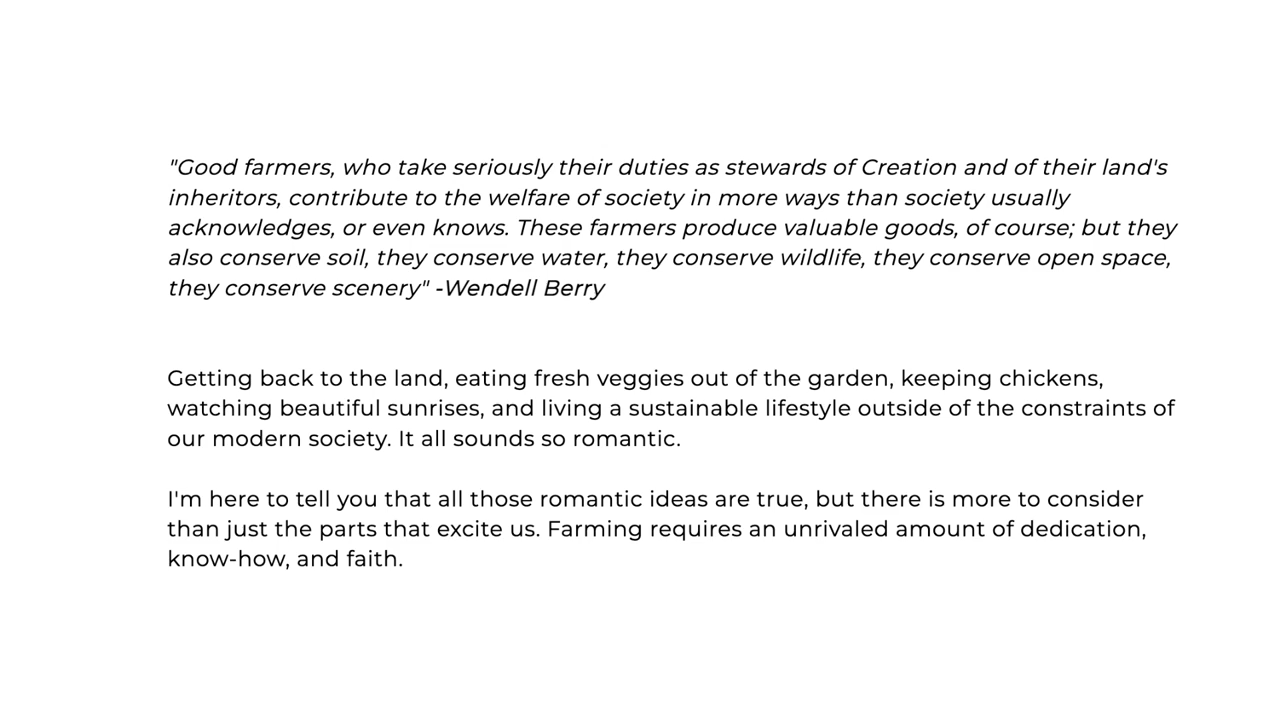 "Good farmers, who take seriously their duties as stewards of Creation and of their land's
inheritors, contribute to the welfare of society in more ways than society usually
acknowledges, or even knows. These farmers produce valuable goods, of course; but they
also conserve soil, they conserve water, they conserve wildlife, they conserve open space,
they conserve scenery" -Wendell Berry
Getting back to the land, eating fresh veggies out of the garden, keeping chickens,
watching beautiful sunrises, and living a sustainable lifestyle outside of the constraints of
our modern society. It all sounds so romantic.
I'm here to tell you that all those romantic ideas are true, but there is more to consider
than just the parts that excite us. Farming requires an unrivaled amount of dedication,
know-how, and faith.